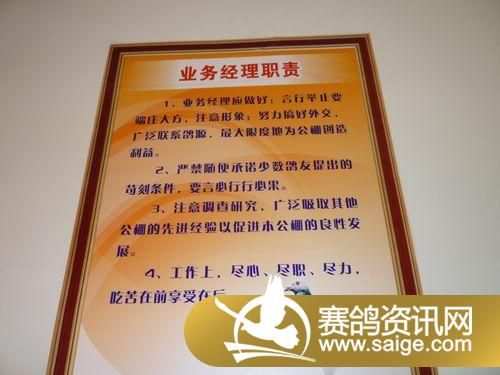 业务经理职责
1、业务经理应做好：言行举止要
端庄大方，注意形象；努力搞好外交，
广泛联系鸽源，最大限度地为公棚创造
利益。
2、严禁随便承诺少数鸽友提出的
苛刻条件，要言必行行必果。
3、注意调查研究，广泛吸取其他
公棚的先进经验以促进本公棚的良性发
展。
4、工作上，尽心、尽职、尽力，
吃苦在前享受在后
赛鸽资讯网
www.saige.com